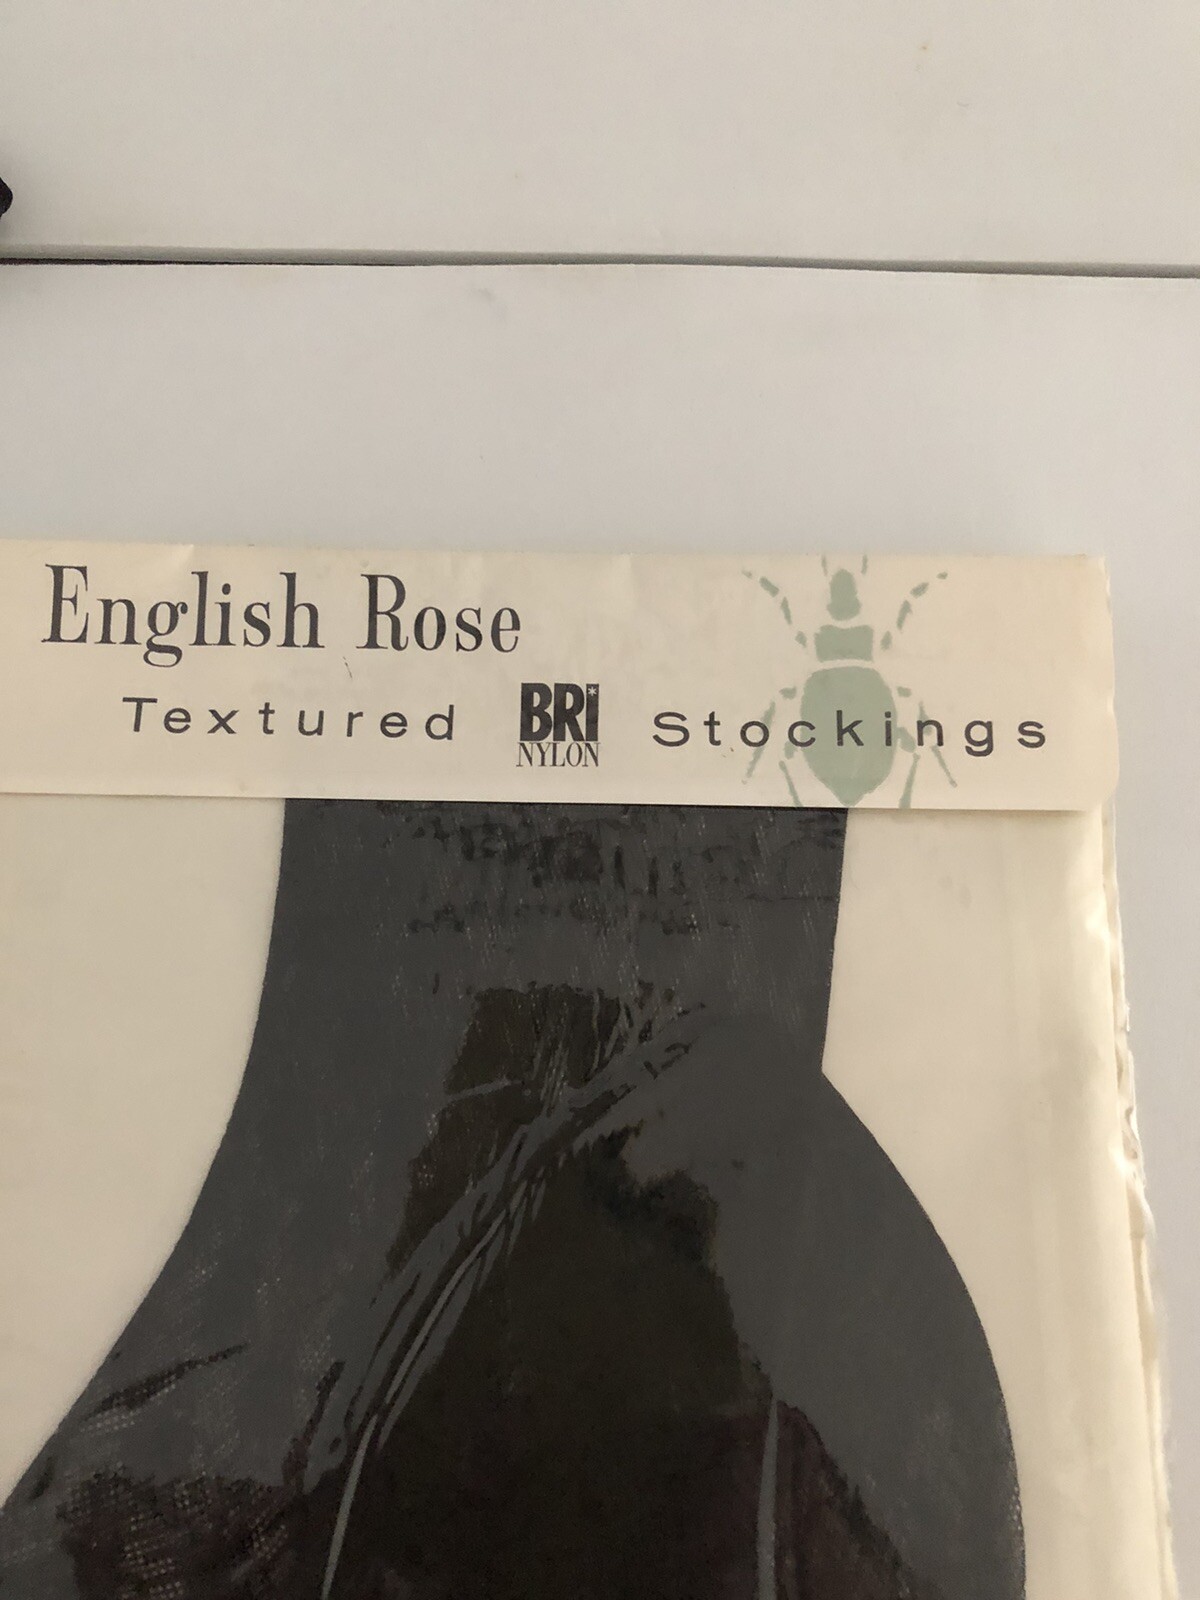 English Rose
Textured BRI* NYLON Stockings